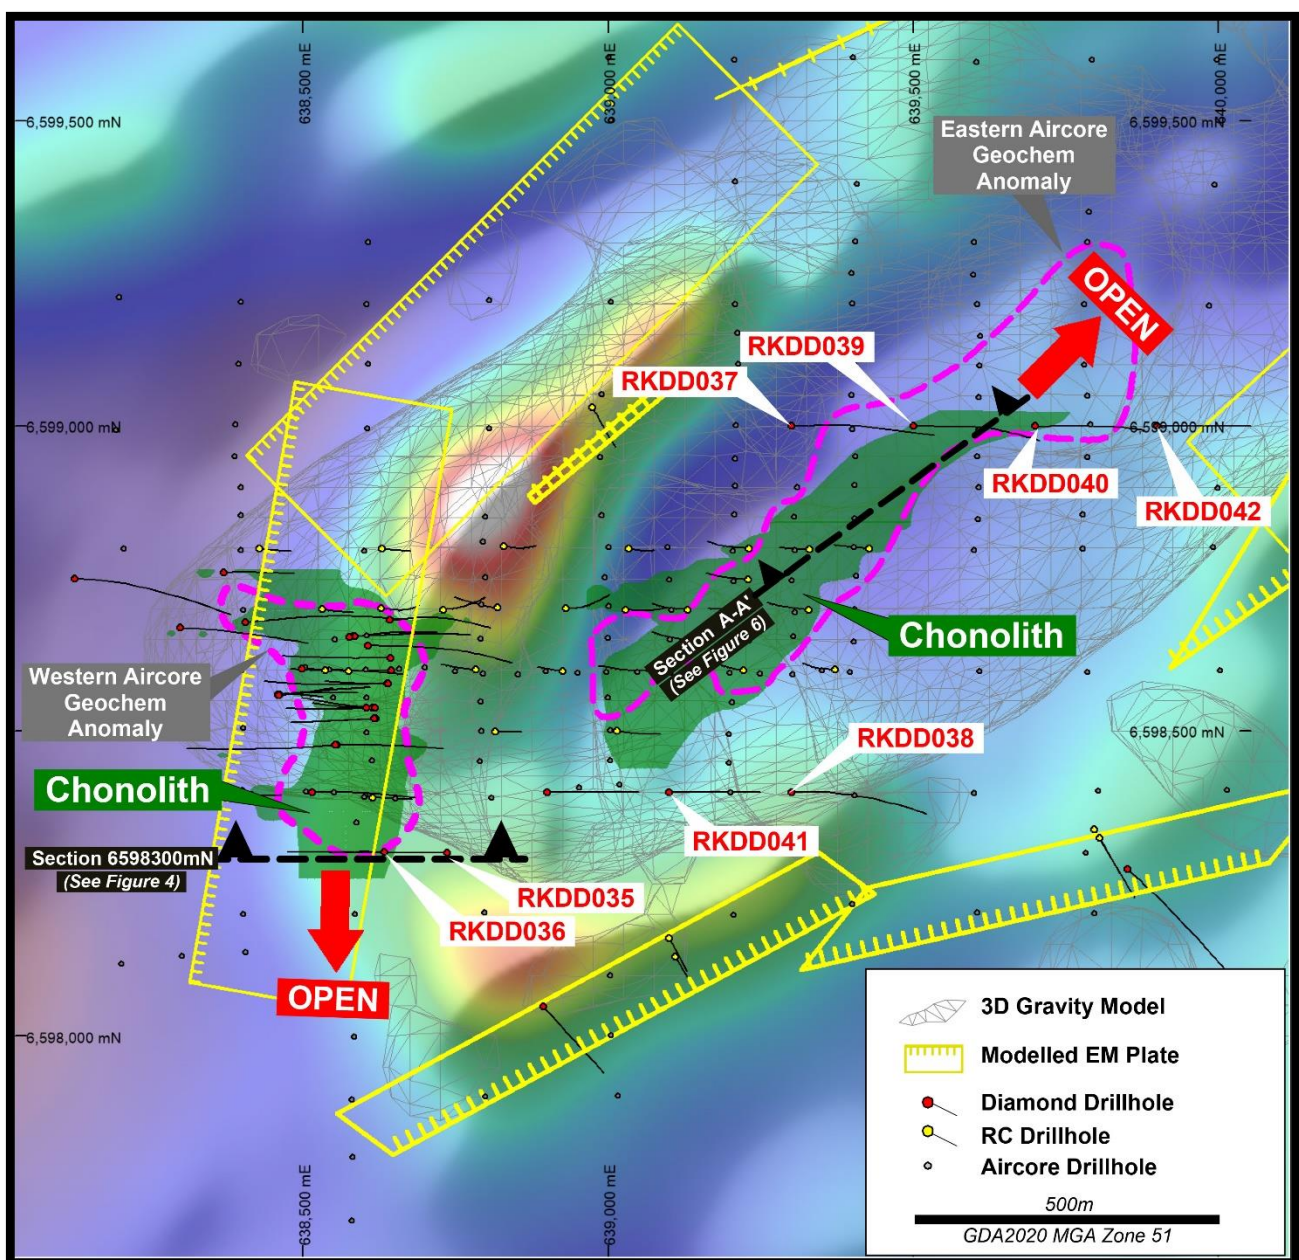 638,500 mE
639,000 mE
639,500 mE
640,000 mE
6,599,500 mN
6,599,500 mN
Eastern Aircore
Geochem
Anomaly
OPEN
RKDD039
RKDD037
6,599,000 mN
6,599,000 mN
RKDD040
RKDD042
Section A-A'
(See Figure 6)
Chonolith
Western Aircore
Geochem
Anomaly
6,598,500 mN
RKDD038
Chonolith
RKDD041
Section 6598300mN
(See Figure 4)
RKDD035
RKDD036
OPEN
6,598,000 mN
3D Gravity Model
Modelled EM Plate
Diamond Drillhole
RC Drillhole
Aircore Drillhole
500m
GDA2020 MGA Zone 51
638,500 mE
639,000 mE